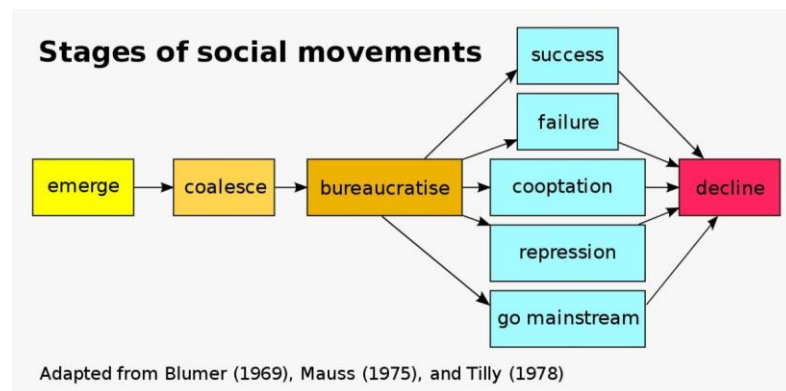 Stages of social movements
success
failure
emerge
coalesce
bureaucratise
cooptation
decline
repression
go mainstream
Adapted from Blumer (1969), Mauss (1975), and Tilly (1978)